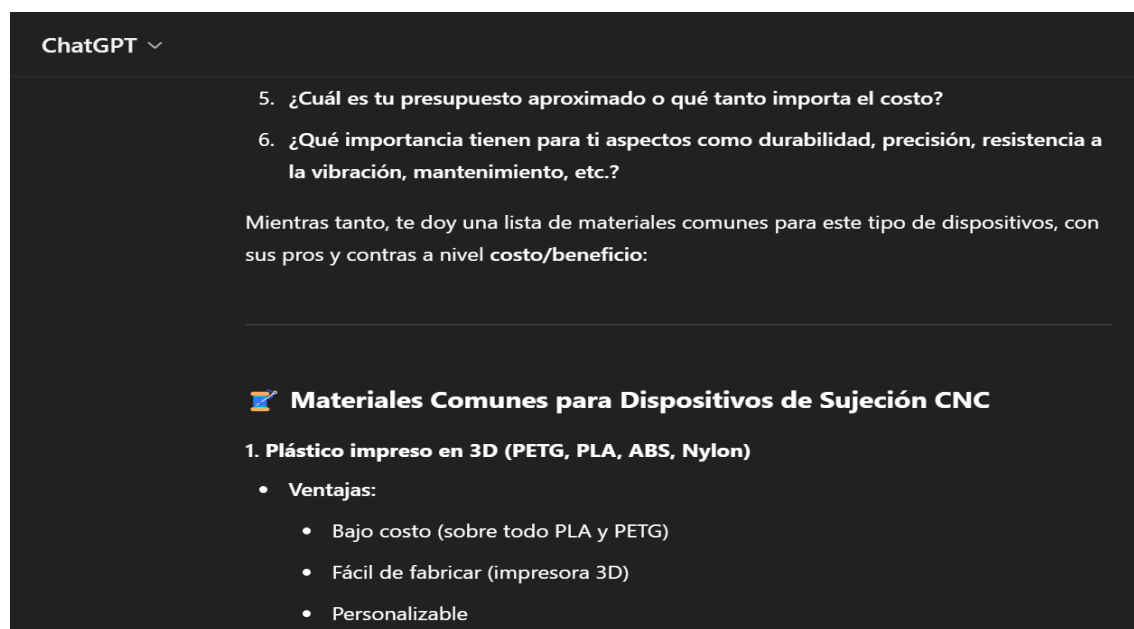 ChatGPT
5. ¿Cuál es tu presupuesto aproximado o qué tanto importa el costo?
6. ¿Qué importancia tienen para ti aspectos como durabilidad, precisión, resistencia a
la vibración, mantenimiento, etc.?
Mientras tanto, te doy una lista de materiales comunes para este tipo de dispositivos, con
sus pros y contras a nivel costo/beneficio:
Materiales Comunes para Dispositivos de Sujeción CNC
1. Plástico impreso en 3D (PETG, PLA, ABS, Nylon)
• Ventajas:
• Bajo costo (sobre todo PLA y PETG)
• Fácil de fabricar (impresora 3D)
• Personalizable